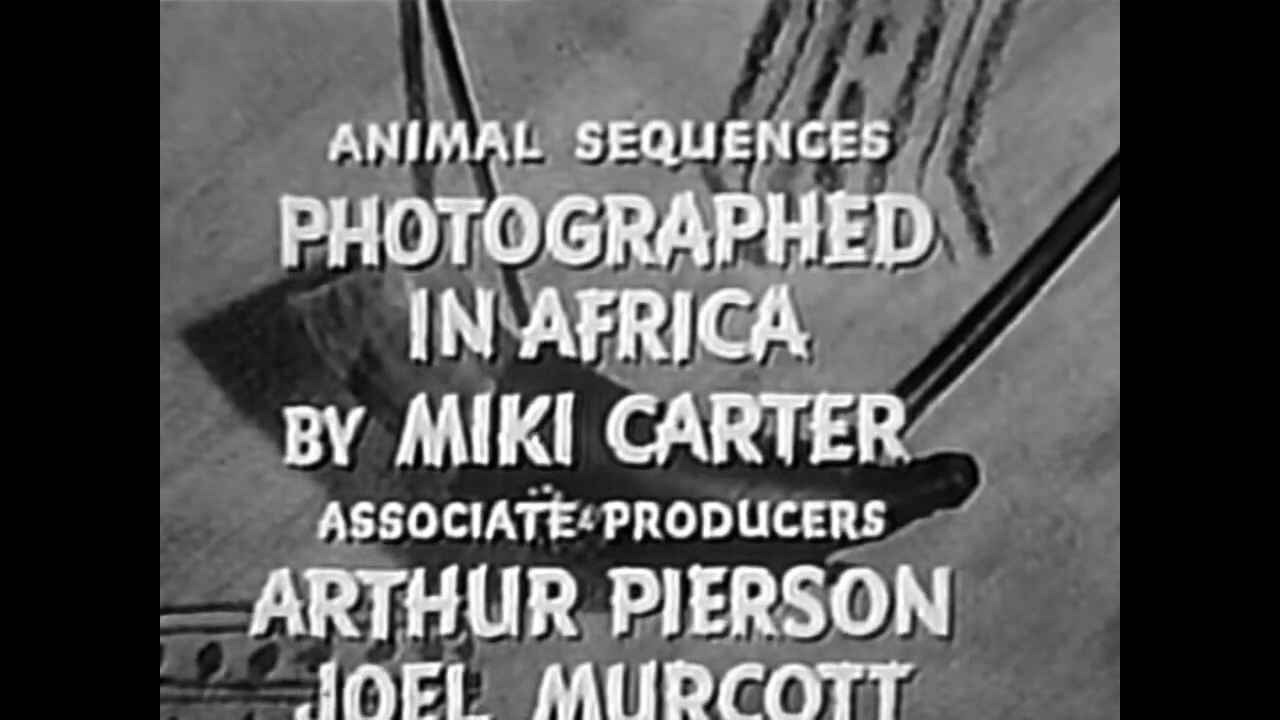 ANIMAL SEQUENCES
PHOTOGRAPHED
IN AFRICA
BY MIKI CARTER
ASSOCIATE PRODUCERS
ARTHUR PIERSON
JOEL MURCOTT